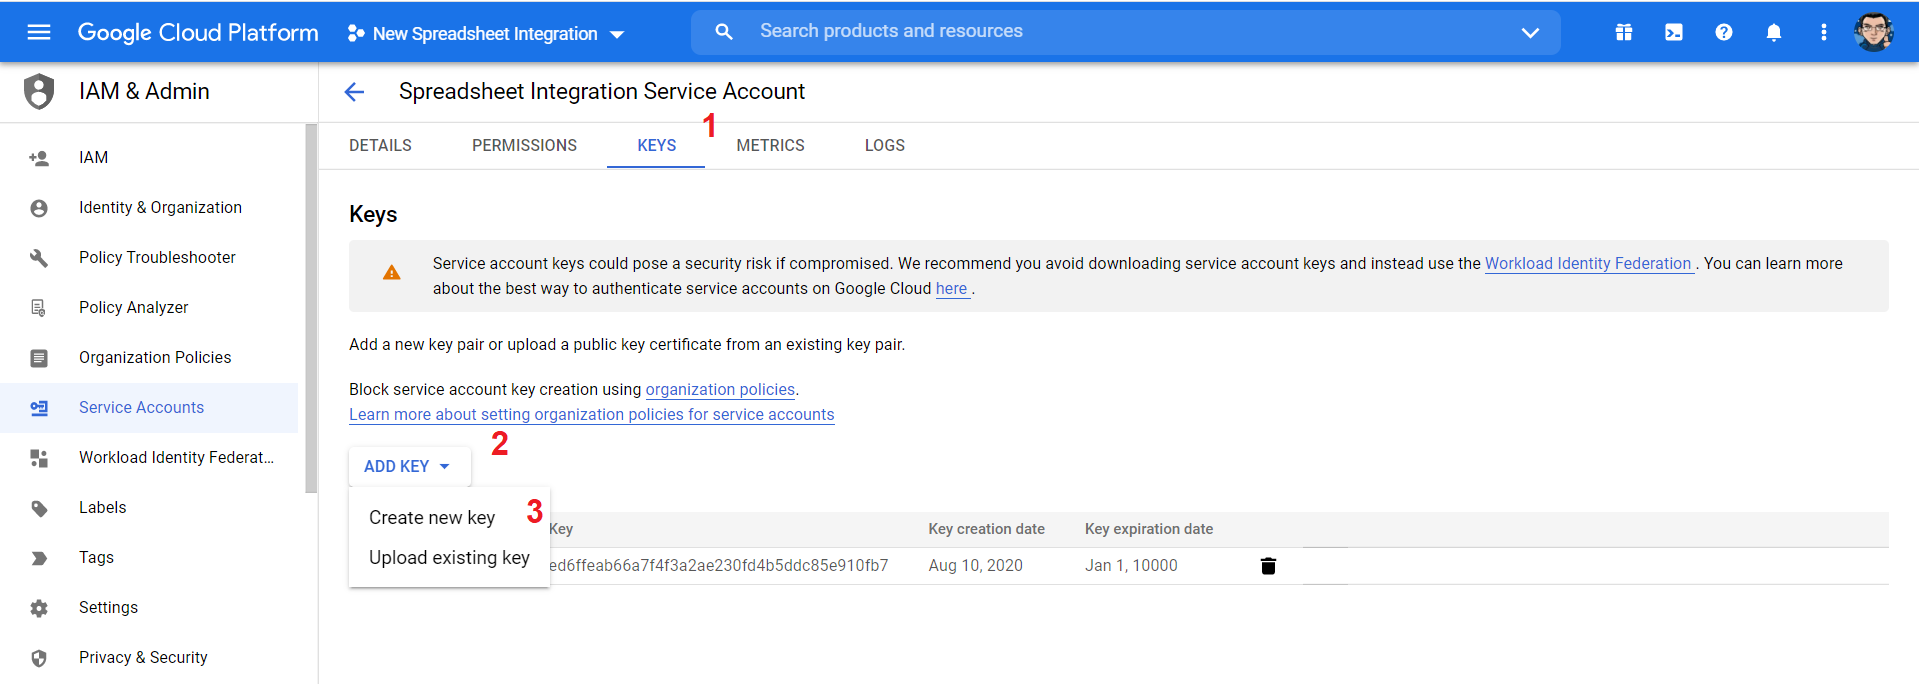 Google Cloud Platform
New Spreadsheet Integration
Search products and resources
IAM & Admin
Spreadsheet Integration Service Account
1
DETAILS
PERMISSIONS
KEYS
METRICS
LOGS
IAM
Identity & Organization
Policy Troubleshooter
Policy Analyzer
Organization Policies
Service Accounts
Workload Identity Federat...
Labels
Tags
Settings
Privacy & Security
Keys
Service account keys could pose a security risk if compromised. We recommend you avoid downloading service account keys and instead use the Workload Identity Federation . You can learn more
about the best way to authenticate service accounts on Google Cloud here .
Add a new key pair or upload a public key certificate from an existing key pair.
Block service account key creation using organization policies.
Learn more about setting organization policies for service accounts
2
ADD KEY
Create new key
3
Upload existing key
Key
Key creation date
Key expiration date
ed6ffeab66a7f4f3a2ae230fd4b5ddc85e910fb7
Aug 10, 2020
Jan 1, 10000